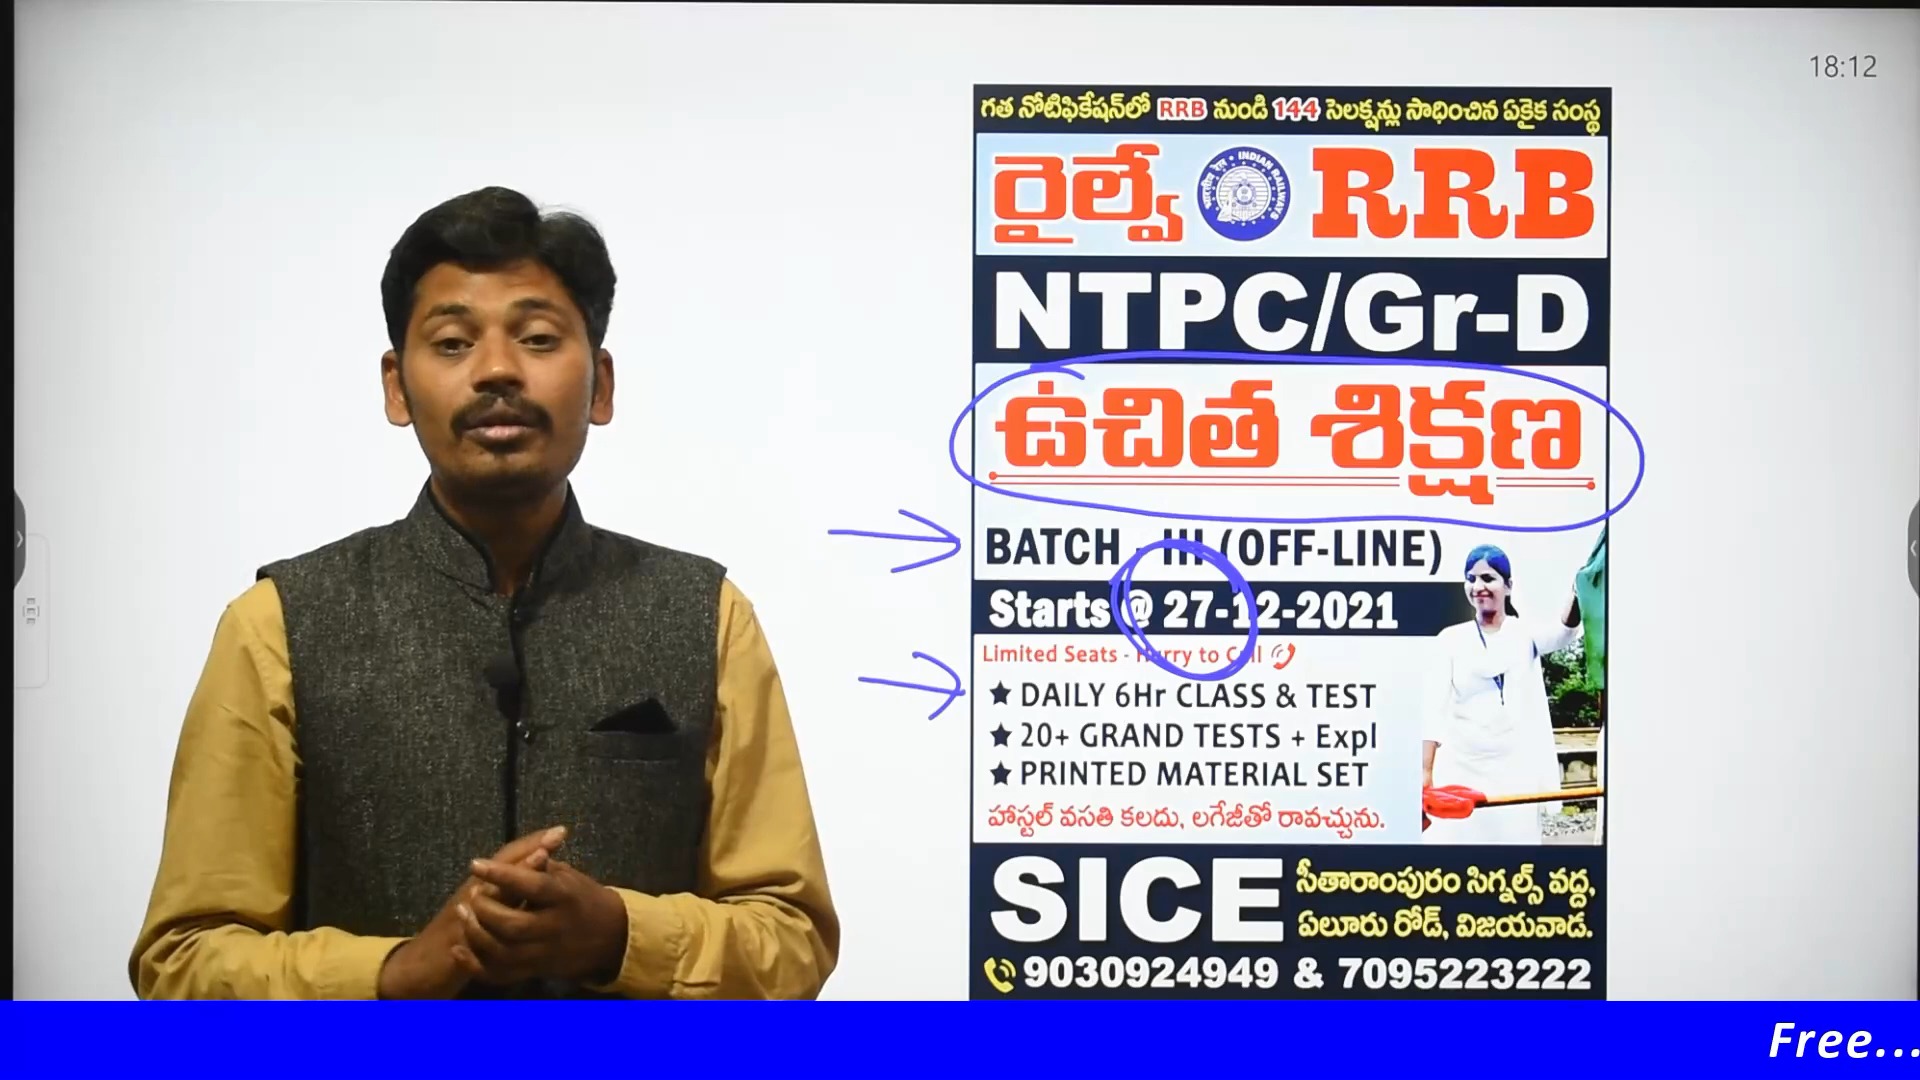 18:12
గత నోటిఫికేషన్‌లో RRB నుండి 144 సెలక్షన్లు సాధించిన ఏకైక సంస్థ
రైల్వే RRB
INDIAN RAILWAYS
NTPC/Gr-D
ఉచిత శిక్షణ
BATCH - III (OFF-LINE)
Starts @ 27-12-2021
Limited Seats - Hurry to Call
★ DAILY 6Hr CLASS & TEST
★ 20+ GRAND TESTS + Expl
★ PRINTED MATERIAL SET
హాస్టల్ వసతి కలదు, లగేజీతో రావచ్చును.
SICE సీతారాంపురం సిగ్నల్స్ వద్ద,
ఏలూరు రోడ్, విజయవాడ.
9030924949 & 7095223222
Free...